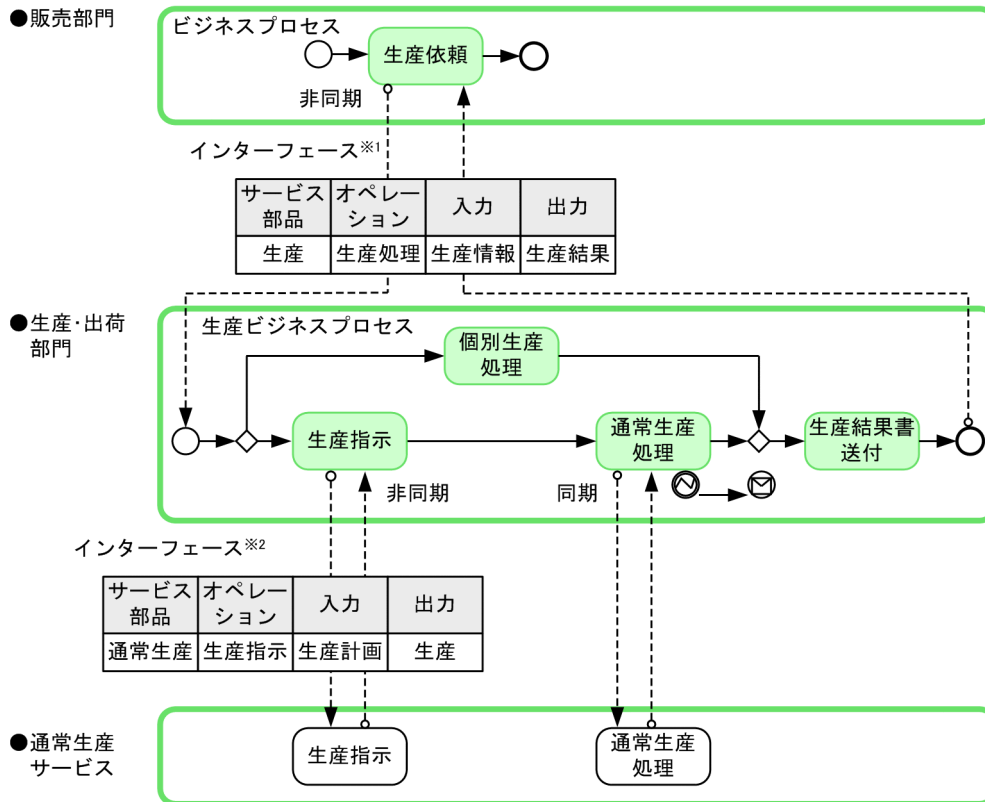 ●販売部門
ビジネスプロセス
生産依頼
非同期
インターフェース※1
サービス部品 オペレーション 入力 出力
生産 生産処理 生産情報 生産結果
●生産・出荷部門
生産ビジネスプロセス
個別生産
処理
生産指示
通常生産
処理
生産結果書
送付
非同期
同期
インターフェース※2
サービス部品 オペレーション 入力 出力
通常生産 生産指示 生産計画 生産
●通常生産
サービス
生産指示
通常生産
処理